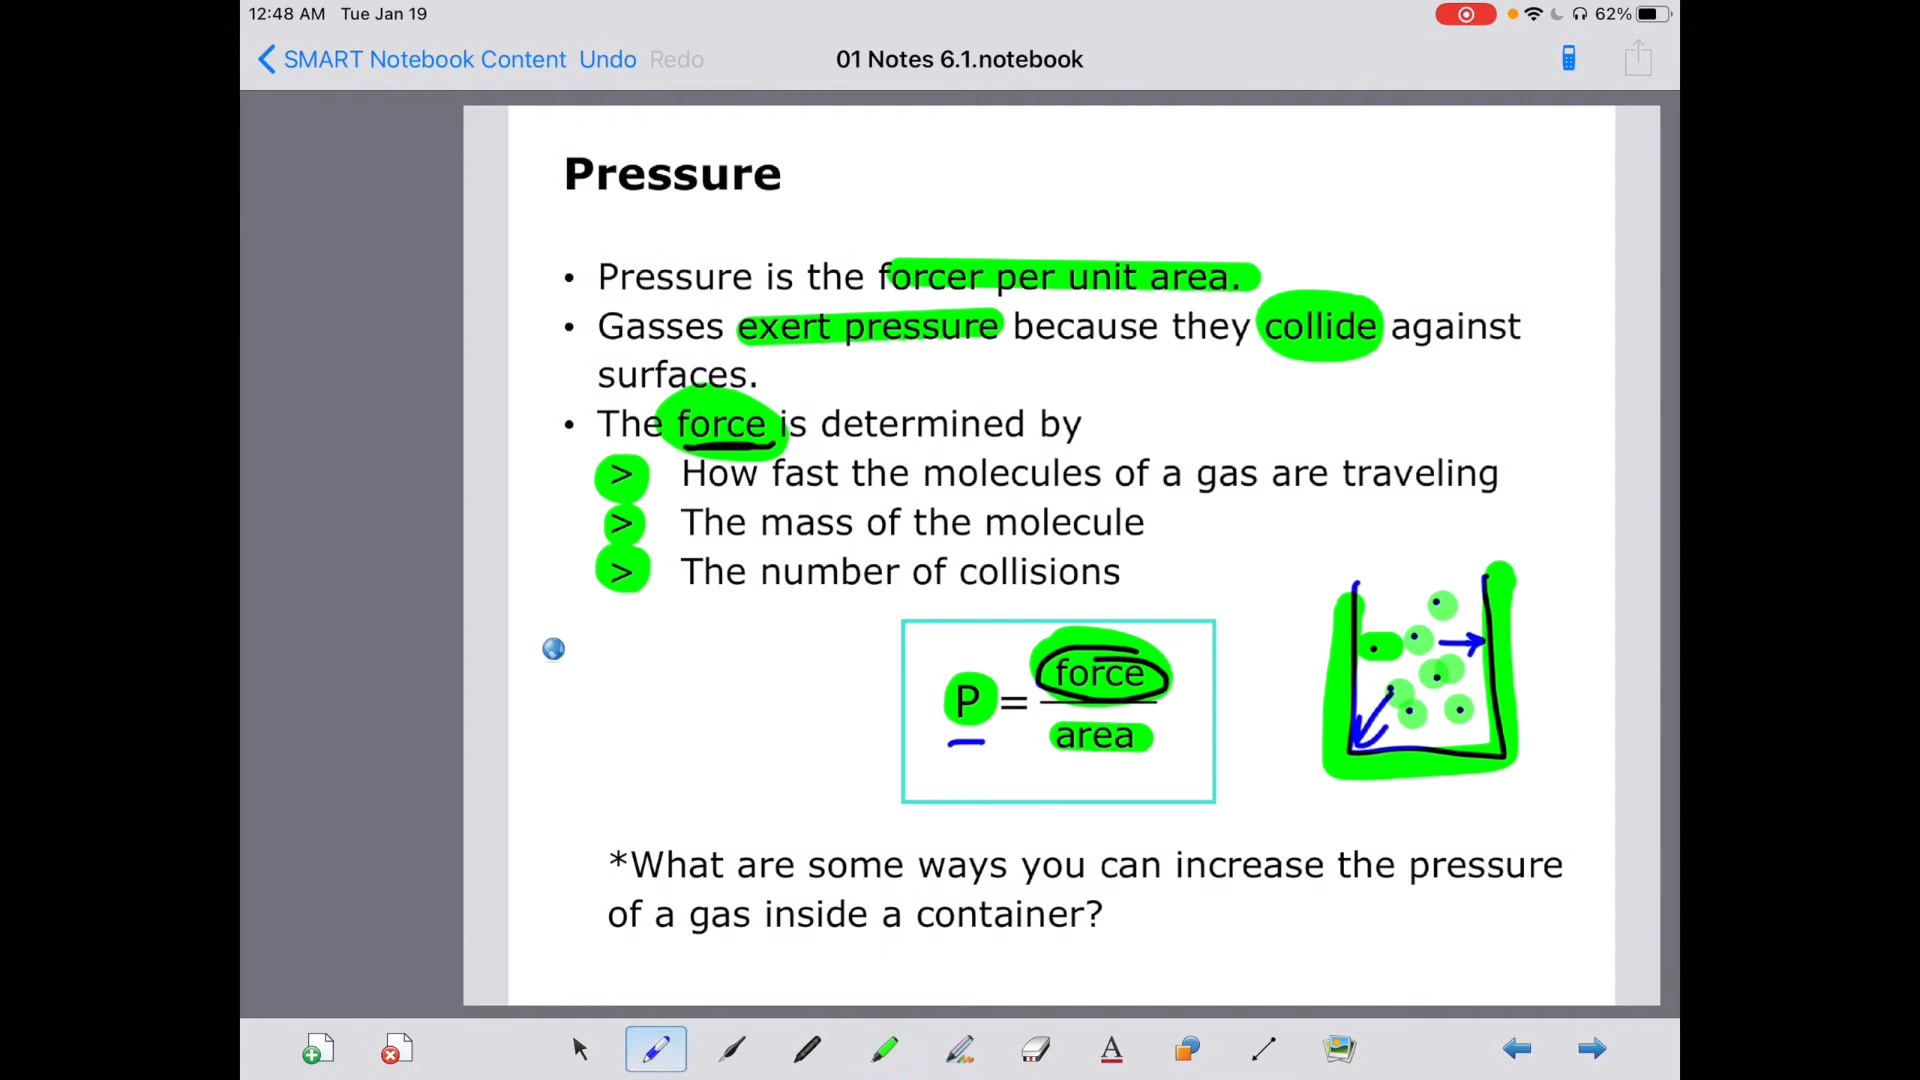 12:48 AM Tue Jan 19
62%
SMART Notebook Content Undo Redo
01 Notes 6.1.notebook
Pressure
• Pressure is the forcer per unit area.
• Gasses exert pressure because they collide against
surfaces.
• The force is determined by
> How fast the molecules of a gas are traveling
> The mass of the molecule
> The number of collisions
P = force
area
*What are some ways you can increase the pressure
of a gas inside a container?
A